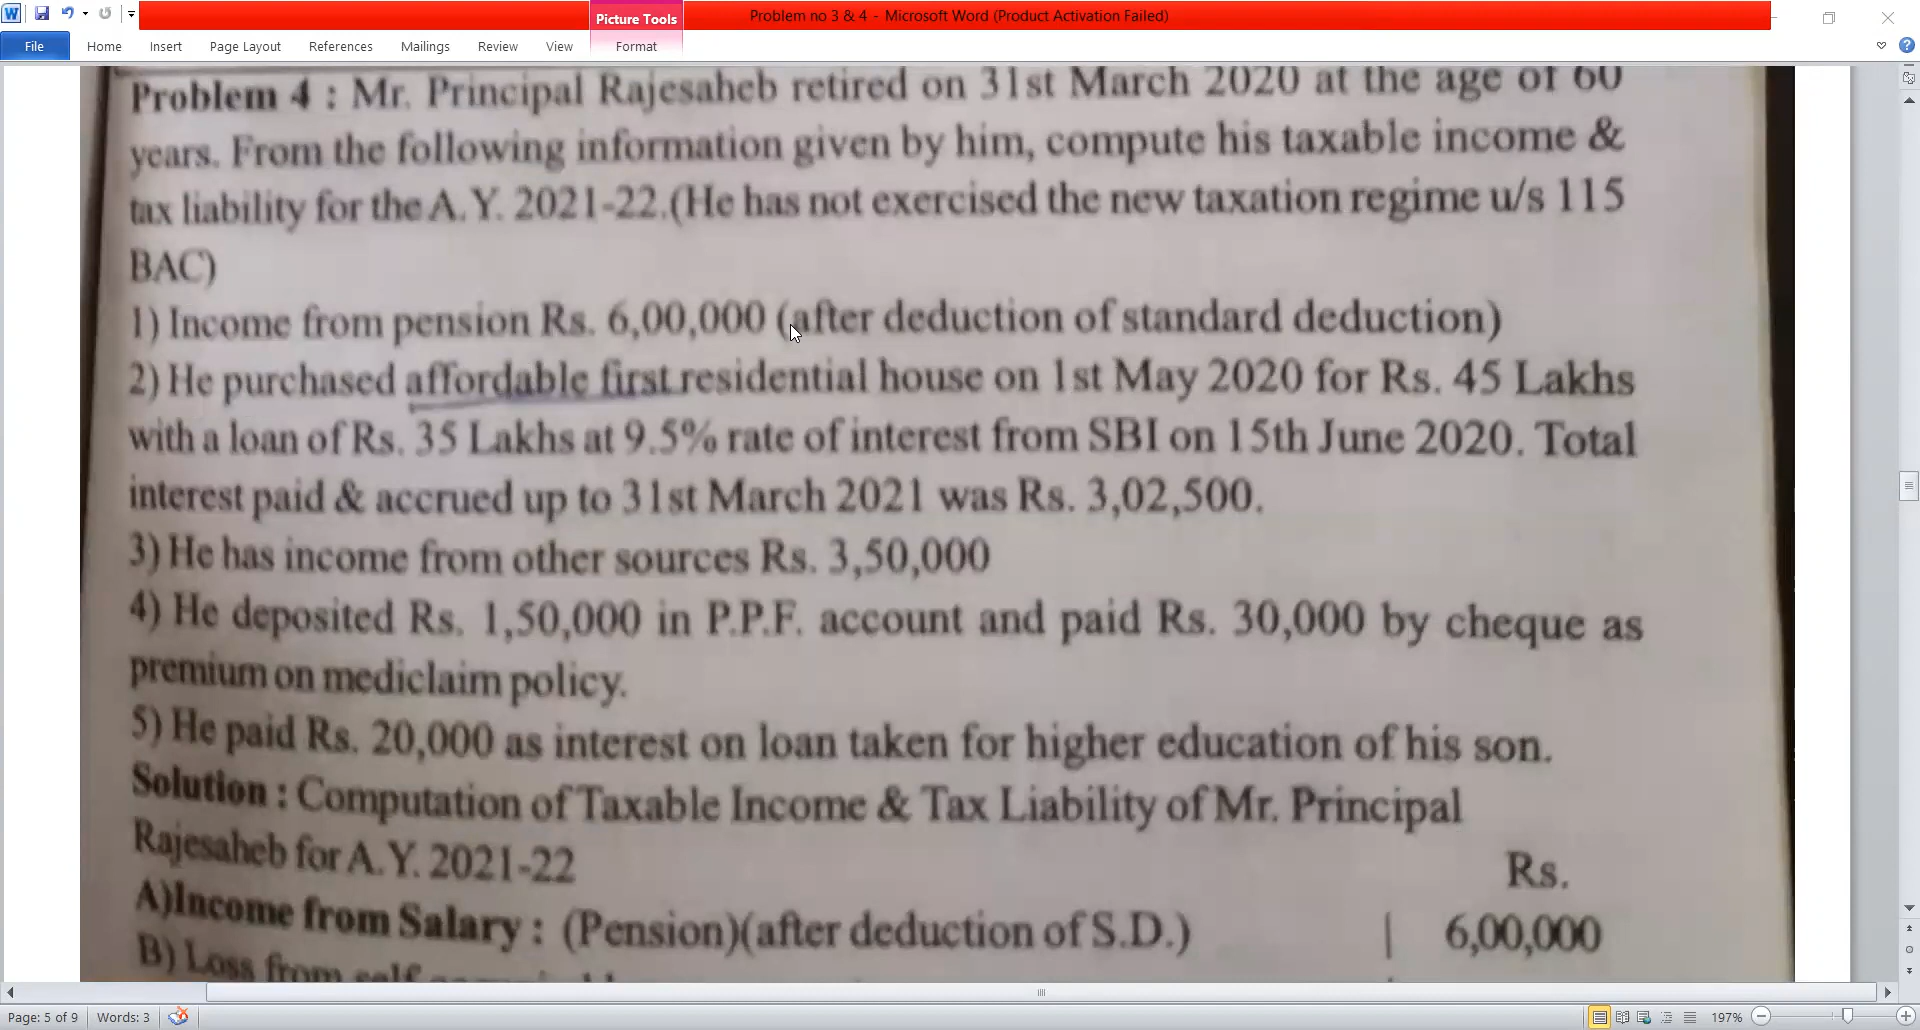 Picture Tools
Problem no 3 & 4 - Microsoft Word (Product Activation Failed)
File Home Insert Page Layout References Mailings Review View Format
Problem 4 : Mr. Principal Rajesaheb retired on 31st March 2020 at the age of 60
years. From the following information given by him, compute his taxable income &
tax liability for the A.Y. 2021-22.(He has not exercised the new taxation regime u/s 115
BAC)
1) Income from pension Rs. 6,00,000 (after deduction of standard deduction)
2) He purchased affordable first residential house on 1st May 2020 for Rs. 45 Lakhs
with a loan of Rs. 35 Lakhs at 9.5% rate of interest from SBI on 15th June 2020. Total
interest paid & accrued up to 31st March 2021 was Rs. 3,02,500.
3) He has income from other sources Rs. 3,50,000
4) He deposited Rs. 1,50,000 in P.P.F. account and paid Rs. 30,000 by cheque as
premium on mediclaim policy.
5) He paid Rs. 20,000 as interest on loan taken for higher education of his son.
Solution : Computation of Taxable Income & Tax Liability of Mr. Principal
Rajesaheb for A.Y. 2021-22
Rs.
A)Income from Salary : (Pension)(after deduction of S.D.) | 6,00,000
B) Loss from self
Page: 5 of 9 Words: 3 197%